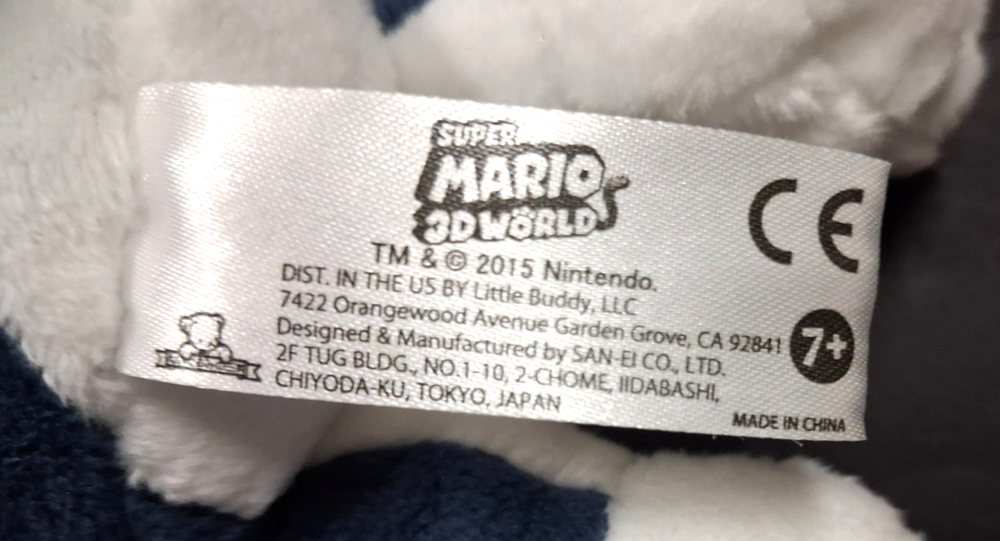 SUPER
MARIO
3D WORLD
CE
TM & © 2015 Nintendo.
DIST. IN THE US BY Little Buddy, LLC
7422 Orangewood Avenue Garden Grove, CA 92841
Designed & Manufactured by SAN-EI CO., LTD.
2F TUG BLDG., NO.1-10, 2-CHOME, IIDABASHI,
CHIYODA-KU, TOKYO, JAPAN
7+
MADE IN CHINA